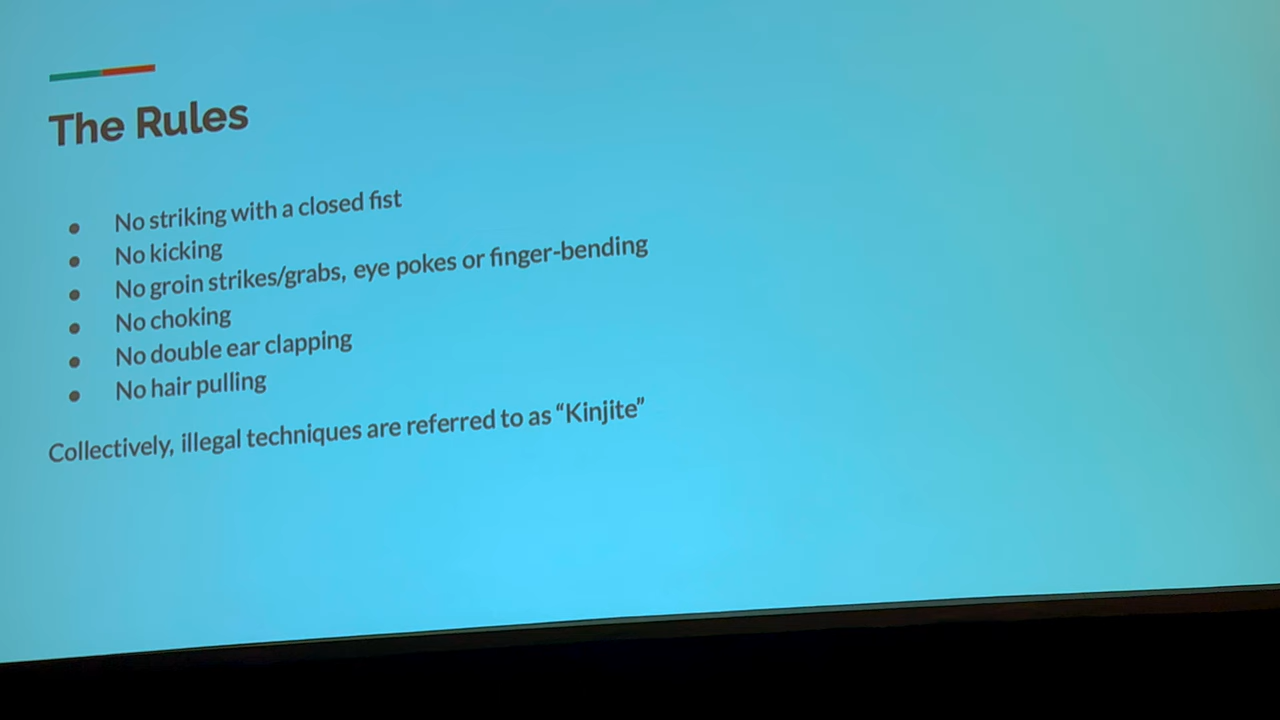 The Rules
● No striking with a closed fist
● No kicking
● No groin strikes/grabs, eye pokes or finger-bending
● No choking
● No double ear clapping
● No hair pulling
Collectively, illegal techniques are referred to as “Kinjite”